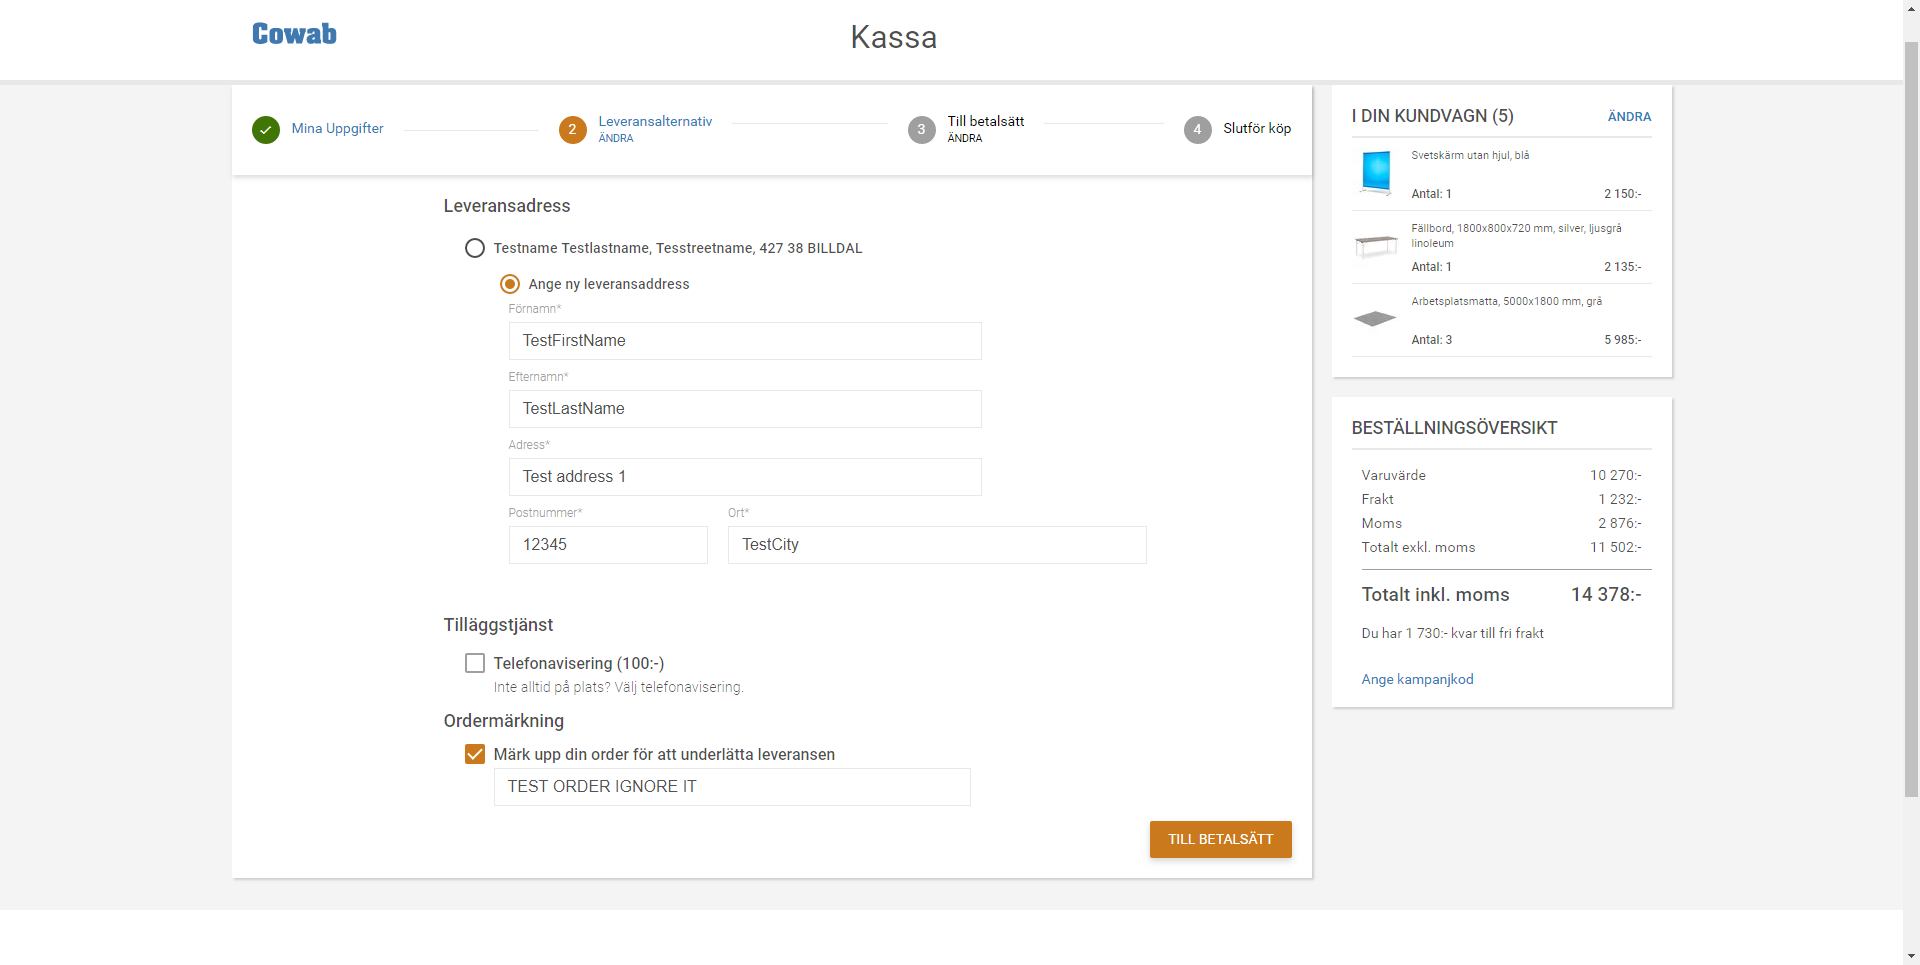 Cowab
Kassa
Mina Uppgifter
2
Leveransalternativ
ÄNDRA
3
Till betalsätt
ÄNDRA
4
Slutför köp
Leveransadress
Testname Testlastname, Tesstreetname, 427 38 BILLDAL
Ange ny leveransaddress
Förnamn*
TestFirstName
Efternamn*
TestLastName
Adress*
Test address 1
Postnummer* Ort*
12345 TestCity
Tilläggstjänst
Telefonavisering (100:-)
Inte alltid på plats? Välj telefonavisering.
Ordermärkning
Märk upp din order för att underlätta leveransen
TEST ORDER IGNORE IT
TILL BETALSÄTT
I DIN KUNDVAGN (5) ÄNDRA
Svetskärm utan hjul, blå
Antal: 1 2 150:-
Fällbord, 1800x800x720 mm, silver, ljusgrå
linoleum
Antal: 1 2 135:-
Arbetsplatsmatta, 5000x1800 mm, grå
Antal: 3 5 985:-
BESTÄLLNINGSÖVERSIKT
Varuvärde 10 270:-
Frakt 1 232:-
Moms 2 876:-
Totalt exkl. moms 11 502:-
Totalt inkl. moms 14 378:-
Du har 1 730:- kvar till fri frakt
Ange kampanjkod